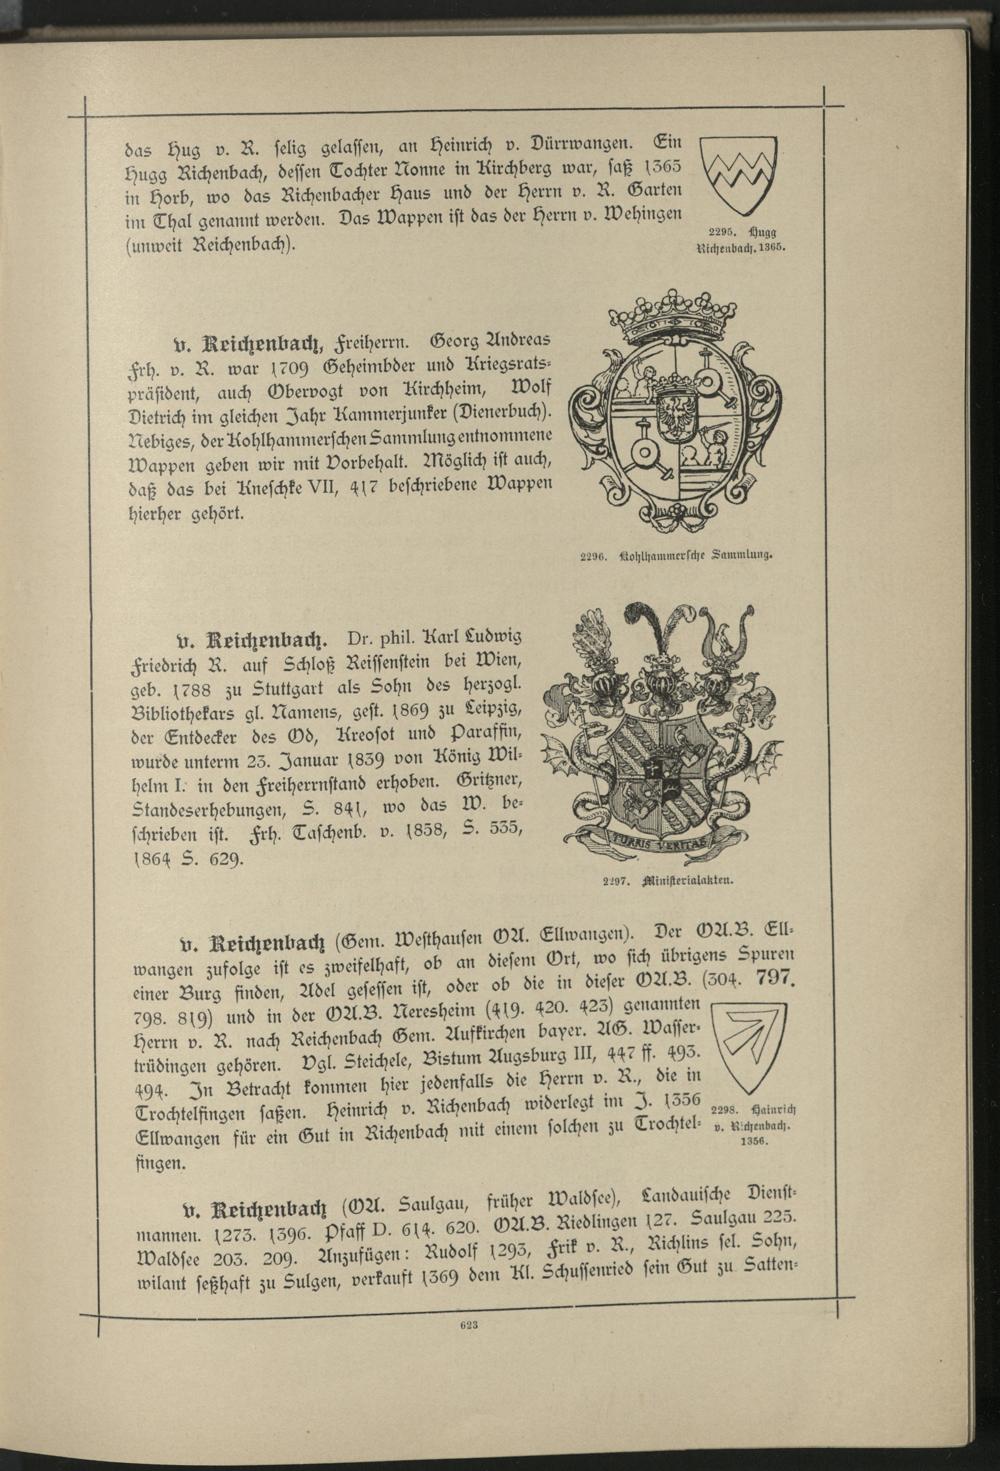 das Hug v. R. selig gelassen, an Heinrich v. Dürrwangen. Ein
Hugg Richenbach, dessen Tochter Nonne in Kirchberg war, saß 1365
in Horb, wo das Richenbacher Haus und der Herrn v. R. Garten
im Thal genannt werden. Das Wappen ist das der Herrn v. Wehingen
(unweit Reichenbach).
2295. Hugg
Richenbach. 1365.
v. Reichenbach, Freiherrn. Georg Andreas
Frh. v. R. war 1709 Geheimbder und Kriegsrats-
präsident, auch Obervogt von Kirchheim, Wolf
Dietrich im gleichen Jahr Kammerjunker (Dienerbuch).
Nebiges, der Kohlhammerschen Sammlung entnommene
Wappen geben wir mit Vorbehalt. Möglich ist auch,
daß das bei Kneschke VII, 417 beschriebene Wappen
hierher gehört.
2296. Kohlhammersche Sammlung.
v. Reichenbach. Dr. phil. Karl Ludwig
Friedrich R. auf Schloß Reissenstein bei Wien,
geb. 1788 zu Stuttgart als Sohn des herzogl.
Bibliothekars gl. Namens, gest. 1869 zu Leipzig,
der Entdecker des Od, Kreosot und Paraffin,
wurde unterm 23. Januar 1839 von König Wil-
helm I. in den Freiherrnstand erhoben. Gritzner,
Standeserhebungen, S. 841, wo das W. be-
schrieben ist. Frh. Taschenb. v. 1858, S. 535,
1864 S. 629.
TURRIS VERITAS
2297. Ministerialakten.
v. Reichenbach (Gem. Westhausen OA. Ellwangen). Der OA.B. Ell-
wangen zufolge ist es zweifelhaft, ob an diesem Ort, wo sich übrigens Spuren
einer Burg finden, Adel gesessen ist, oder ob die in dieser OA.B. (304. 797.
798. 819) und in der OA.B. Neresheim (419. 420. 423) genannten
Herrn v. R. nach Reichenbach Gem. Aufkirchen bayer. AG. Wasser-
trüdingen gehören. Vgl. Steichele, Bistum Augsburg III, 447 ff. 493.
494. In Betracht kommen hier jedenfalls die Herrn v. R., die in
Trochtelfingen saßen. Heinrich v. Richenbach widerlegt im J. 1356
Ellwangen für ein Gut in Richenbach mit einem solchen zu Trochtel-
fingen.
2298. Hainrich
v. Richenbach.
1356.
v. Reichenbach (OA. Saulgau, früher Waldsee), Landauische Dienst-
mannen. 1273. 1396. Pfaff D. 614. 620. OA.B. Riedlingen 127. Saulgau 225.
Waldsee 203. 209. Anzufügen: Rudolf 1293, Frik v. R., Richlins sel. Sohn,
wilant seßhaft zu Sulgen, verkauft 1369 dem Kl. Schussenried sein Gut zu Satten-
623